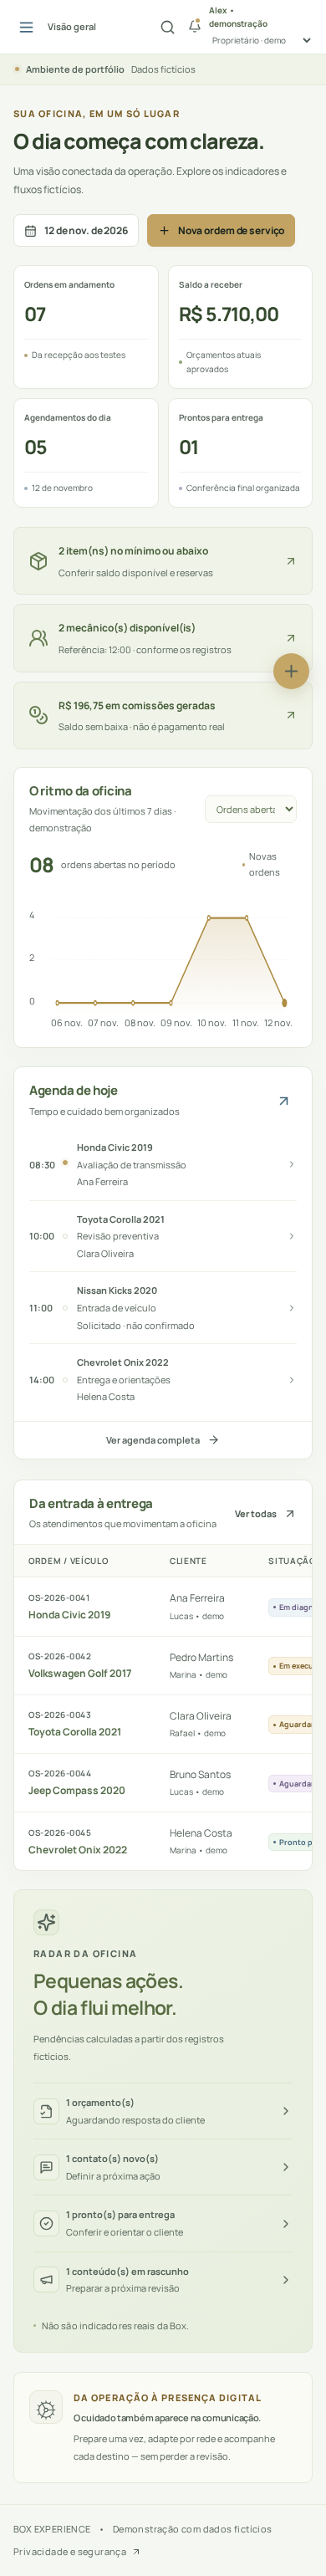 Visão geral
Alex •
demonstração
Proprietário · demo
Ambiente de portfólio Dados fictícios
SUA OFICINA, EM UM SÓ LUGAR
O dia começa com clareza.
Uma visão conectada da operação. Explore os indicadores e
fluxos fictícios.
12 de nov. de 2026
Nova ordem de serviço
Ordens em andamento
07
Da recepção aos testes
Saldo a receber
R$ 5.710,00
Orçamentos atuais
aprovados
Agendamentos do dia
05
12 de novembro
Prontos para entrega
01
Conferência final organizada
2 item(ns) no mínimo ou abaixo
Conferir saldo disponível e reservas
2 mecânico(s) disponível(is)
Referência: 12:00 · conforme os registros
R$ 196,75 em comissões geradas
Saldo sem baixa · não é pagamento real
O ritmo da oficina
Movimentação dos últimos 7 dias ·
demonstração
Ordens aberta
08 ordens abertas no período
Novas
ordens
4
2
0
06 nov. 07 nov. 08 nov. 09 nov. 10 nov. 11 nov. 12 nov.
Agenda de hoje
Tempo e cuidado bem organizados
08:30
Honda Civic 2019
Avaliação de transmissão
Ana Ferreira
10:00
Toyota Corolla 2021
Revisão preventiva
Clara Oliveira
11:00
Nissan Kicks 2020
Entrada de veículo
Solicitado · não confirmado
14:00
Chevrolet Onix 2022
Entrega e orientações
Helena Costa
Ver agenda completa
Da entrada à entrega
Os atendimentos que movimentam a oficina
Ver todas
ORDEM / VEÍCULO CLIENTE SITUAÇÃO
OS-2026-0041
Honda Civic 2019
Ana Ferreira
Lucas • demo
• Em diagn
OS-2026-0042
Volkswagen Golf 2017
Pedro Martins
Marina • demo
• Em execu
OS-2026-0043
Toyota Corolla 2021
Clara Oliveira
Rafael • demo
• Aguardan
OS-2026-0044
Jeep Compass 2020
Bruno Santos
Lucas • demo
• Aguardan
OS-2026-0045
Chevrolet Onix 2022
Helena Costa
Marina • demo
• Pronto p
RADAR DA OFICINA
Pequenas ações.
O dia flui melhor.
Pendências calculadas a partir dos registros
fictícios.
1 orçamento(s)
Aguardando resposta do cliente
1 contato(s) novo(s)
Definir a próxima ação
1 pronto(s) para entrega
Conferir e orientar o cliente
1 conteúdo(s) em rascunho
Preparar a próxima revisão
Não são indicadores reais da Box.
DA OPERAÇÃO À PRESENÇA DIGITAL
O cuidado também aparece na comunicação.
Prepare uma vez, adapte por rede e acompanhe
cada destino — sem perder a revisão.
BOX EXPERIENCE • Demonstração com dados fictícios
Privacidade e segurança